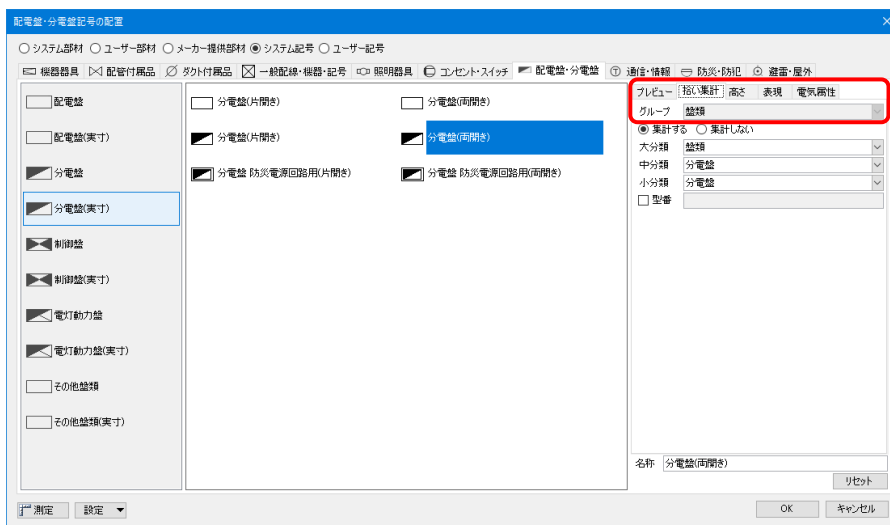 配電盤・分電盤記号の配置
システム部材 ユーザー部材 メーカー提供部材 システム記号 ユーザー記号
機器器具 配管付属品 ダクト付属品 一般配線・機器・記号 照明器具 コンセント・スイッチ 配電盤・分電盤 通信・情報 防災・防犯 避雷・屋外
配電盤
配電盤(実寸)
分電盤
分電盤(実寸)
制御盤
制御盤(実寸)
電灯動力盤
電灯動力盤(実寸)
その他盤類
その他盤類(実寸)
分電盤(片開き) 分電盤(両開き)
分電盤(片開き) 分電盤(両開き)
分電盤 防災電源回路用(片開き) 分電盤 防災電源回路用(両開き)
プレビュー 拾い集計 高さ 表現 電気属性
グループ 盤類
集計する 集計しない
大分類 盤類
中分類 分電盤
小分類 分電盤
型番
名称 分電盤(両開き)
リセット
測定 設定
OK キャンセル